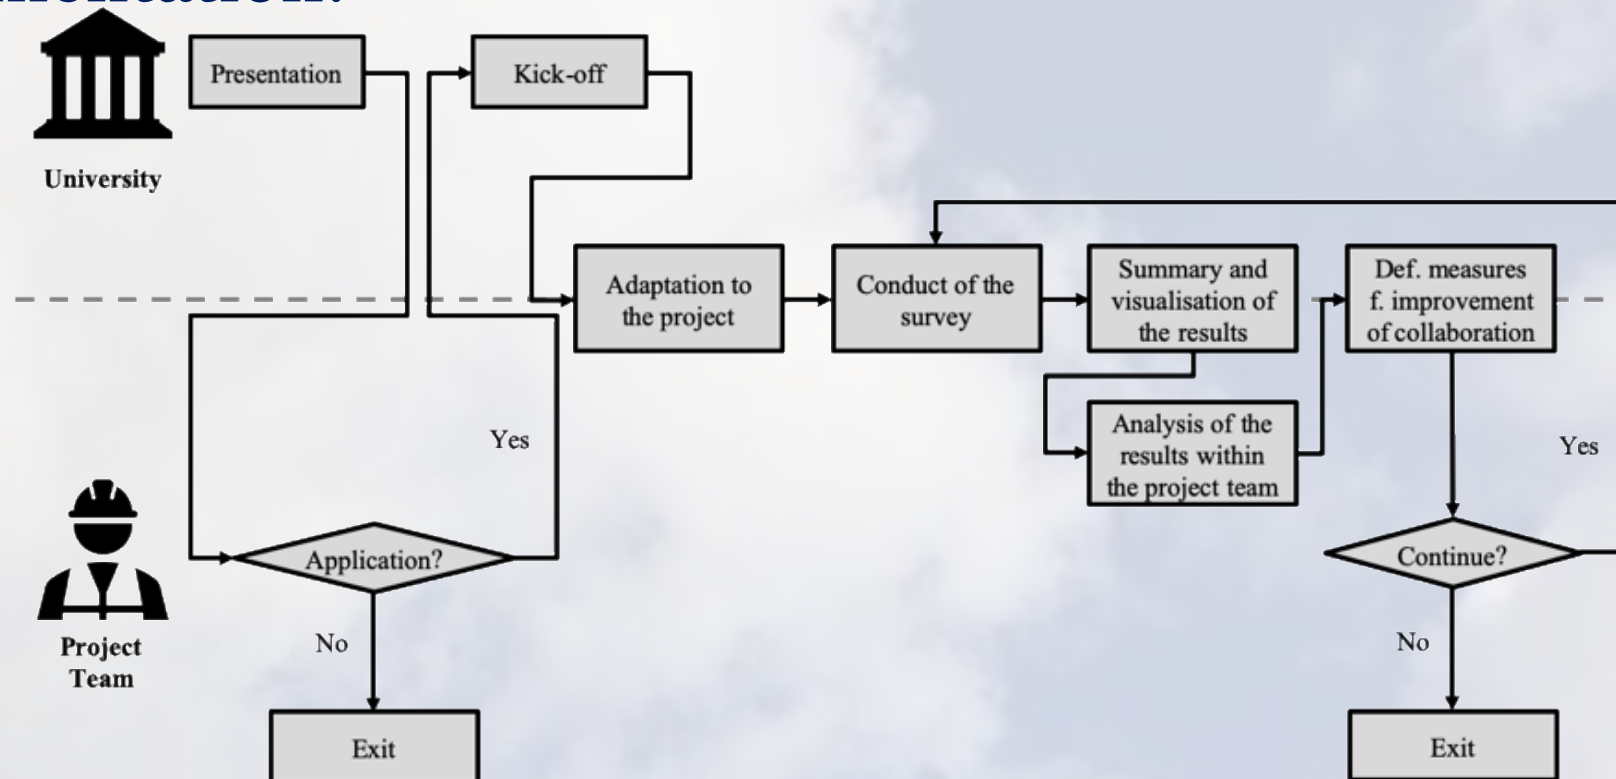 Presentation
Kick-off
University
Adaptation to
the project
Conduct of the
survey
Summary and
visualisation of
the results
Def. measures
f. improvement
of collaboration
Analysis of the
results within
the project team
Yes
Yes
Application?
Continue?
Project
Team
No
No
Exit
Exit